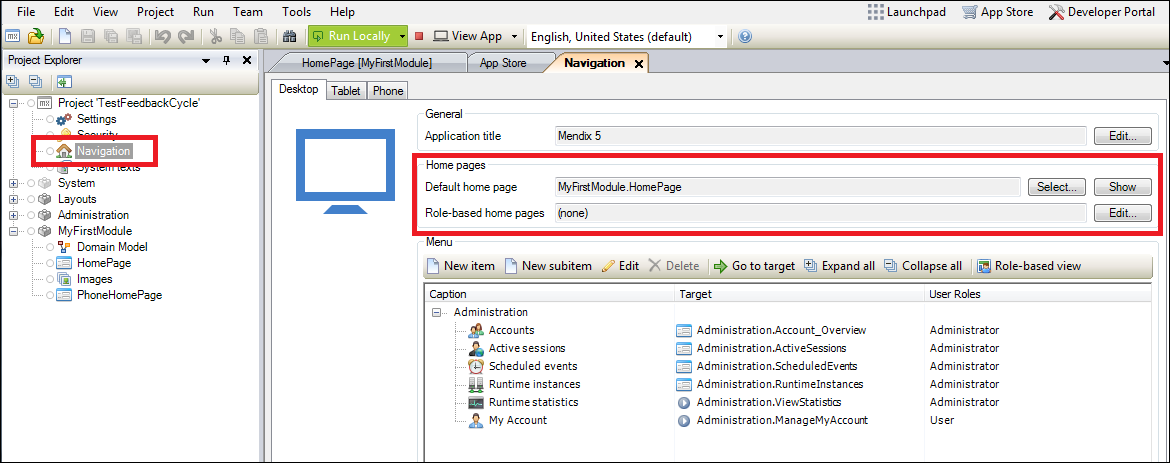 File Edit View Project Run Team Tools Help Launchpad App Store Developer Portal
Run Locally View App English, United States (default)
Project Explorer
HomePage [MyFirstModule] App Store Navigation
Desktop Tablet Phone
Project 'TestFeedbackCycle'
Settings
Security
Navigation
System texts
System
Layouts
Administration
MyFirstModule
Domain Model
HomePage
Images
PhoneHomePage
General
Application title Mendix 5 Edit...
Home pages
Default home page MyFirstModule.HomePage Select... Show
Role-based home pages (none) Edit...
Menu
New item New subitem Edit Delete Go to target Expand all Collapse all Role-based view
Caption Target User Roles
Administration
Accounts Administration.Account_Overview Administrator
Active sessions Administration.ActiveSessions Administrator
Scheduled events Administration.ScheduledEvents Administrator
Runtime instances Administration.RuntimeInstances Administrator
Runtime statistics Administration.ViewStatistics Administrator
My Account Administration.ManageMyAccount User